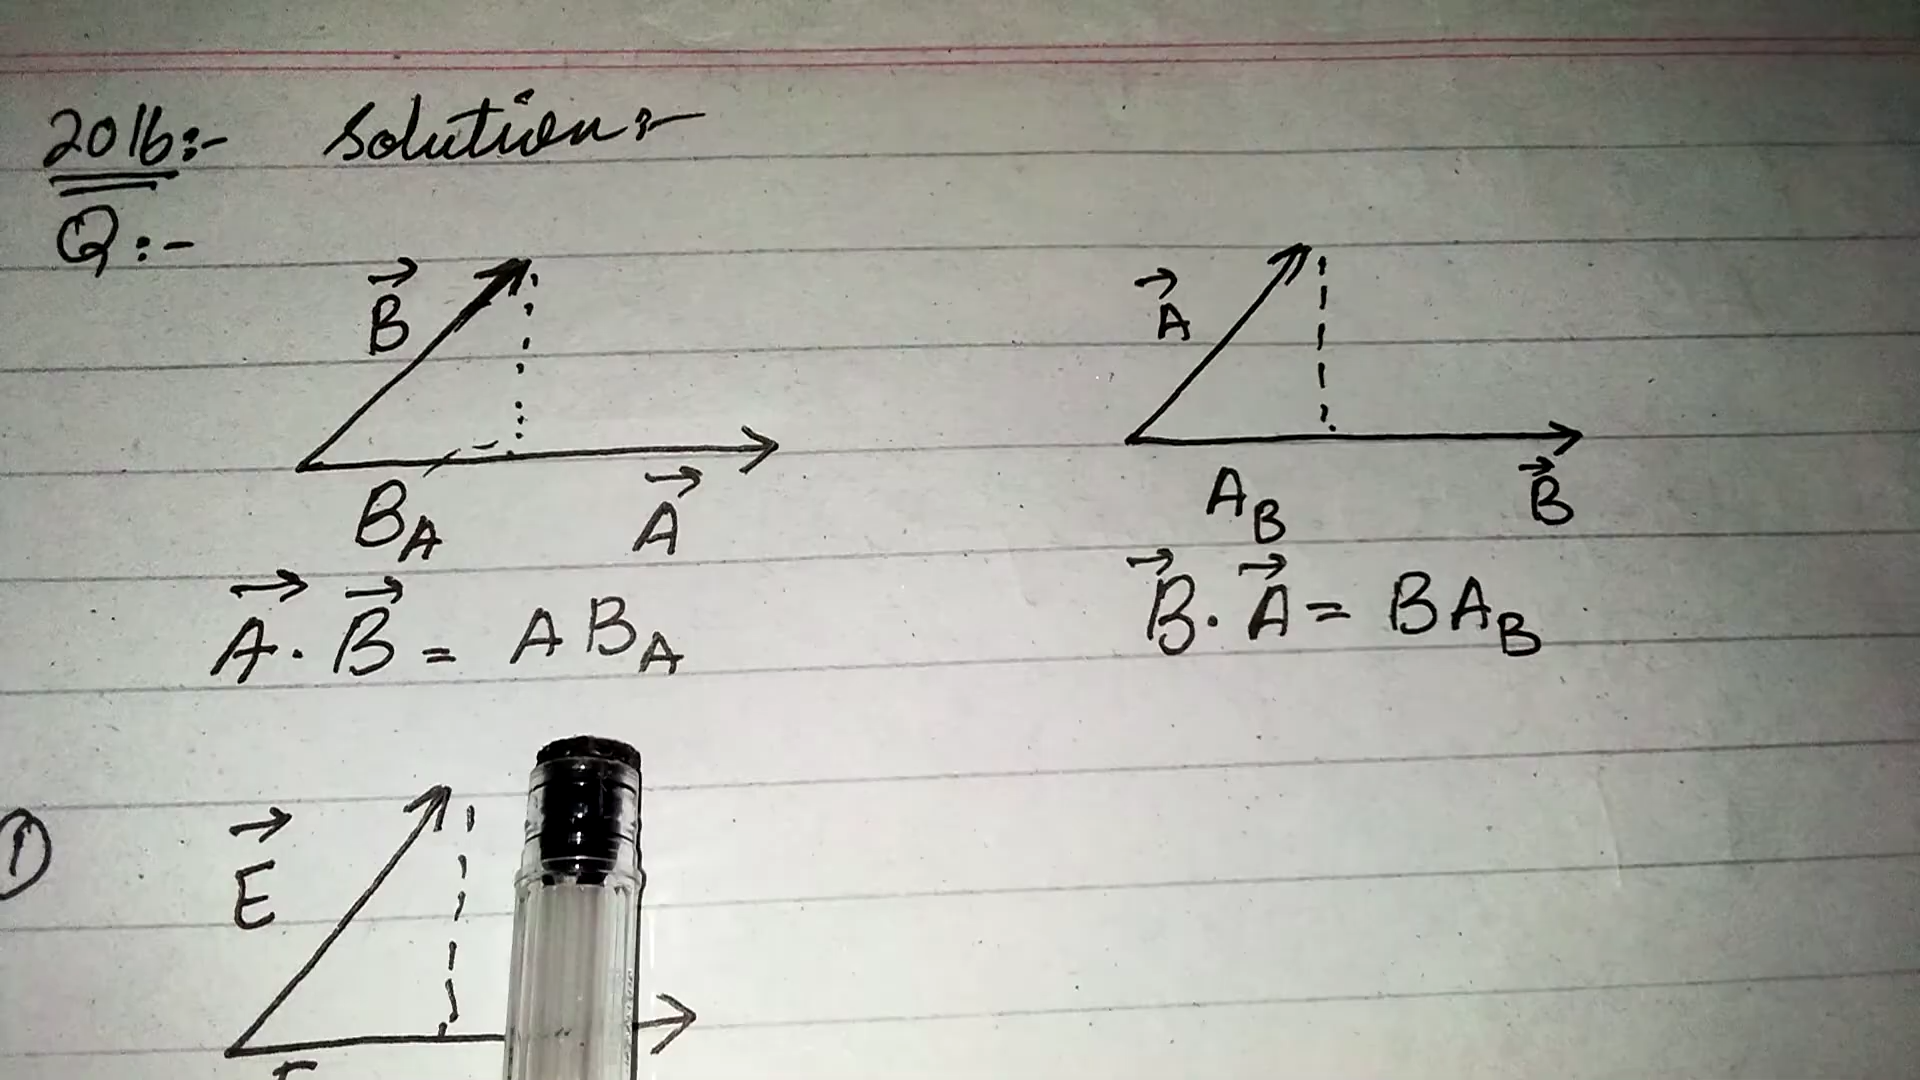 2016:- Solution:-
Q:-
B⃗
A⃗
B_A A⃗
A_B B⃗
A⃗ . B⃗ = A B_A
B⃗ . A⃗ = B A_B
①
E⃗